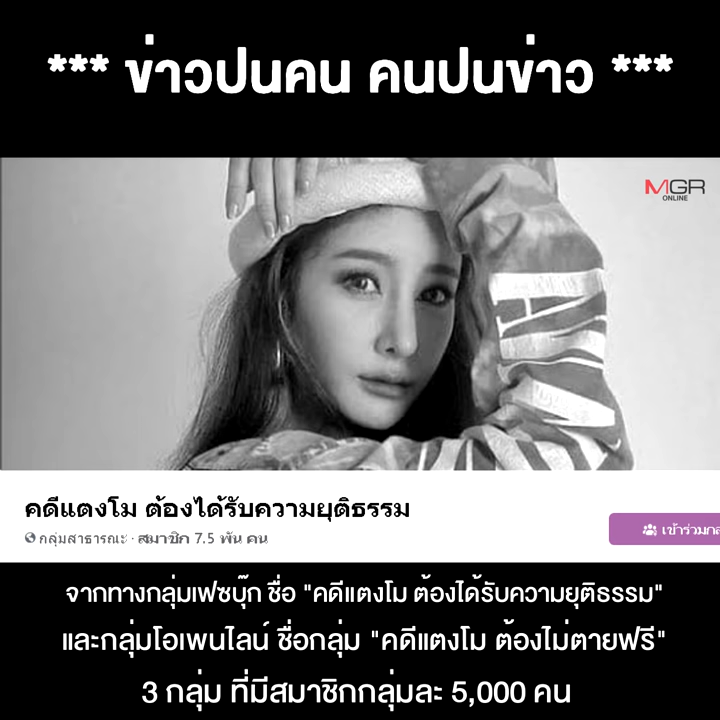 *** ข่าวปนคน คนปนข่าว ***
MGR
ONLINE
คดีแตงโม ต้องได้รับความยุติธรรม
กลุ่มสาธารณะ · สมาชิก 7.5 พัน คน
เข้าร่วมกล
จากทางกลุ่มเฟซบุ๊ก ชื่อ "คดีแตงโม ต้องได้รับความยุติธรรม"
และกลุ่มโอเพนไลน์ ชื่อกลุ่ม "คดีแตงโม ต้องไม่ตายฟรี"
3 กลุ่ม ที่มีสมาชิกกลุ่มละ 5,000 คน